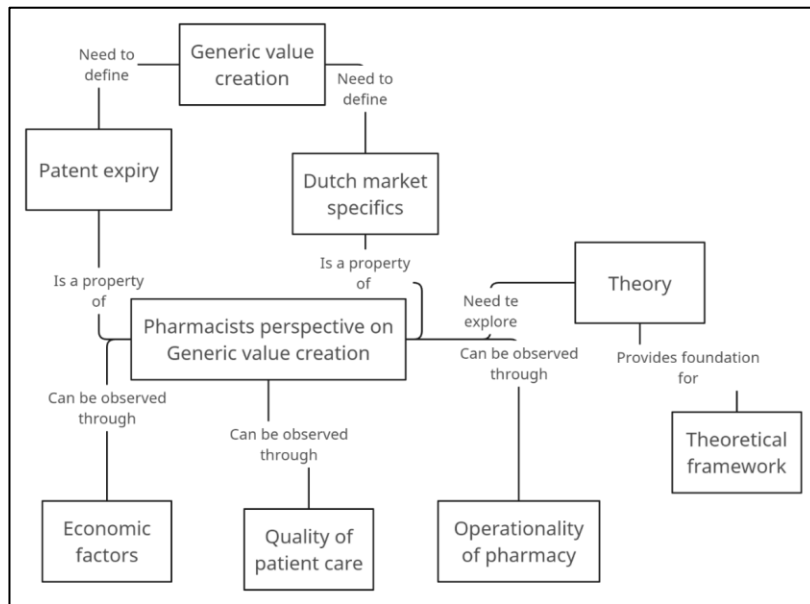 Generic value
creation
Need to
define
Need to
define
Patent expiry
Dutch market
specifics
Is a property
of
Is a property
of
Theory
Need te
explore
Pharmacists perspective on
Generic value creation
Can be observed
through
Provides foundation
for
Can be observed
through
Can be observed
through
Theoretical
framework
Economic
factors
Quality of
patient care
Operationality
of pharmacy